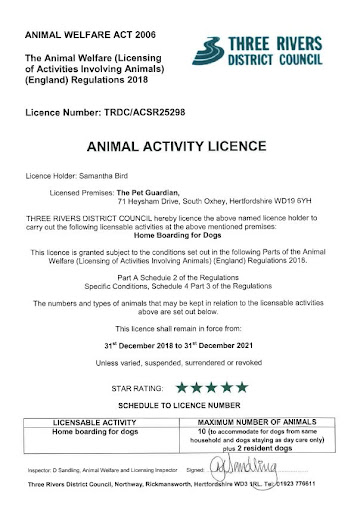 ANIMAL WELFARE ACT 2006
The Animal Welfare (Licensing
of Activities Involving Animals)
(England) Regulations 2018
THREE RIVERS
DISTRICT COUNCIL
Licence Number: TRDC/ACSR25298
ANIMAL ACTIVITY LICENCE
Licence Holder: Samantha Bird
Licensed Premises: The Pet Guardian,
71 Heysham Drive, South Oxhey, Hertfordshire WD19 6YH
THREE RIVERS DISTRICT COUNCIL hereby licence the above named licence holder to
carry out the following licensable activities at the above mentioned premises:
Home Boarding for Dogs
This licence is granted subject to the conditions set out in the following Parts of the Animal
Welfare (Licensing of Activities Involving Animals) (England) Regulations 2018.
Part A Schedule 2 of the Regulations
Specific Conditions, Schedule 4 Part 3 of the Regulations
The numbers and types of animals that may be kept in relation to the licensable activities
above are set out below.
This licence shall remain in force from:
31st December 2018 to 31st December 2021
Unless varied, suspended, surrendered or revoked
STAR RATING: ★★★★★
SCHEDULE TO LICENCE NUMBER
LICENSABLE ACTIVITY
MAXIMUM NUMBER OF ANIMALS
Home boarding for dogs
10 (to accommodate for dogs from same
household and dogs staying as day care only)
plus 2 resident dogs
Inspector: D Sandling, Animal Welfare and Licensing Inspector Signed:
Three Rivers District Council, Northway, Rickmansworth, Hertfordshire WD3 1RL. Tel: 01923 776611